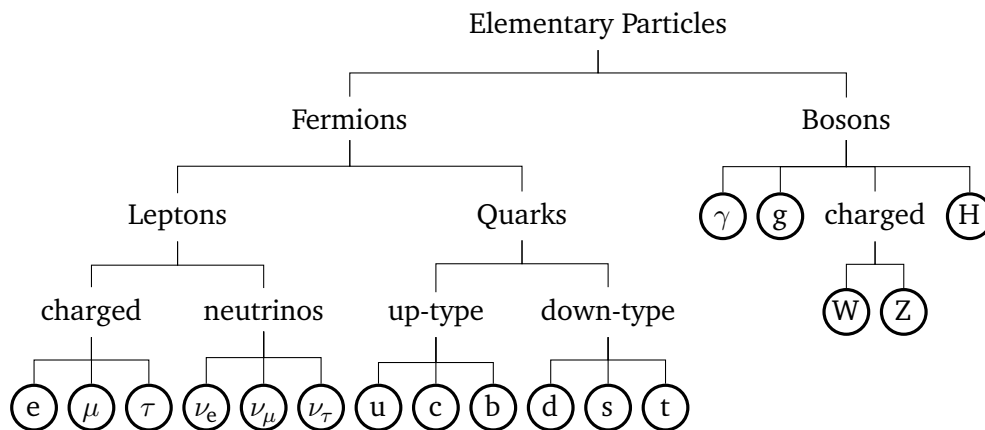 Elementary Particles
Fermions Bosons
Leptons Quarks γ g charged H
charged neutrinos up-type down-type W Z
e μ τ νe νμ ντ u c b d s t